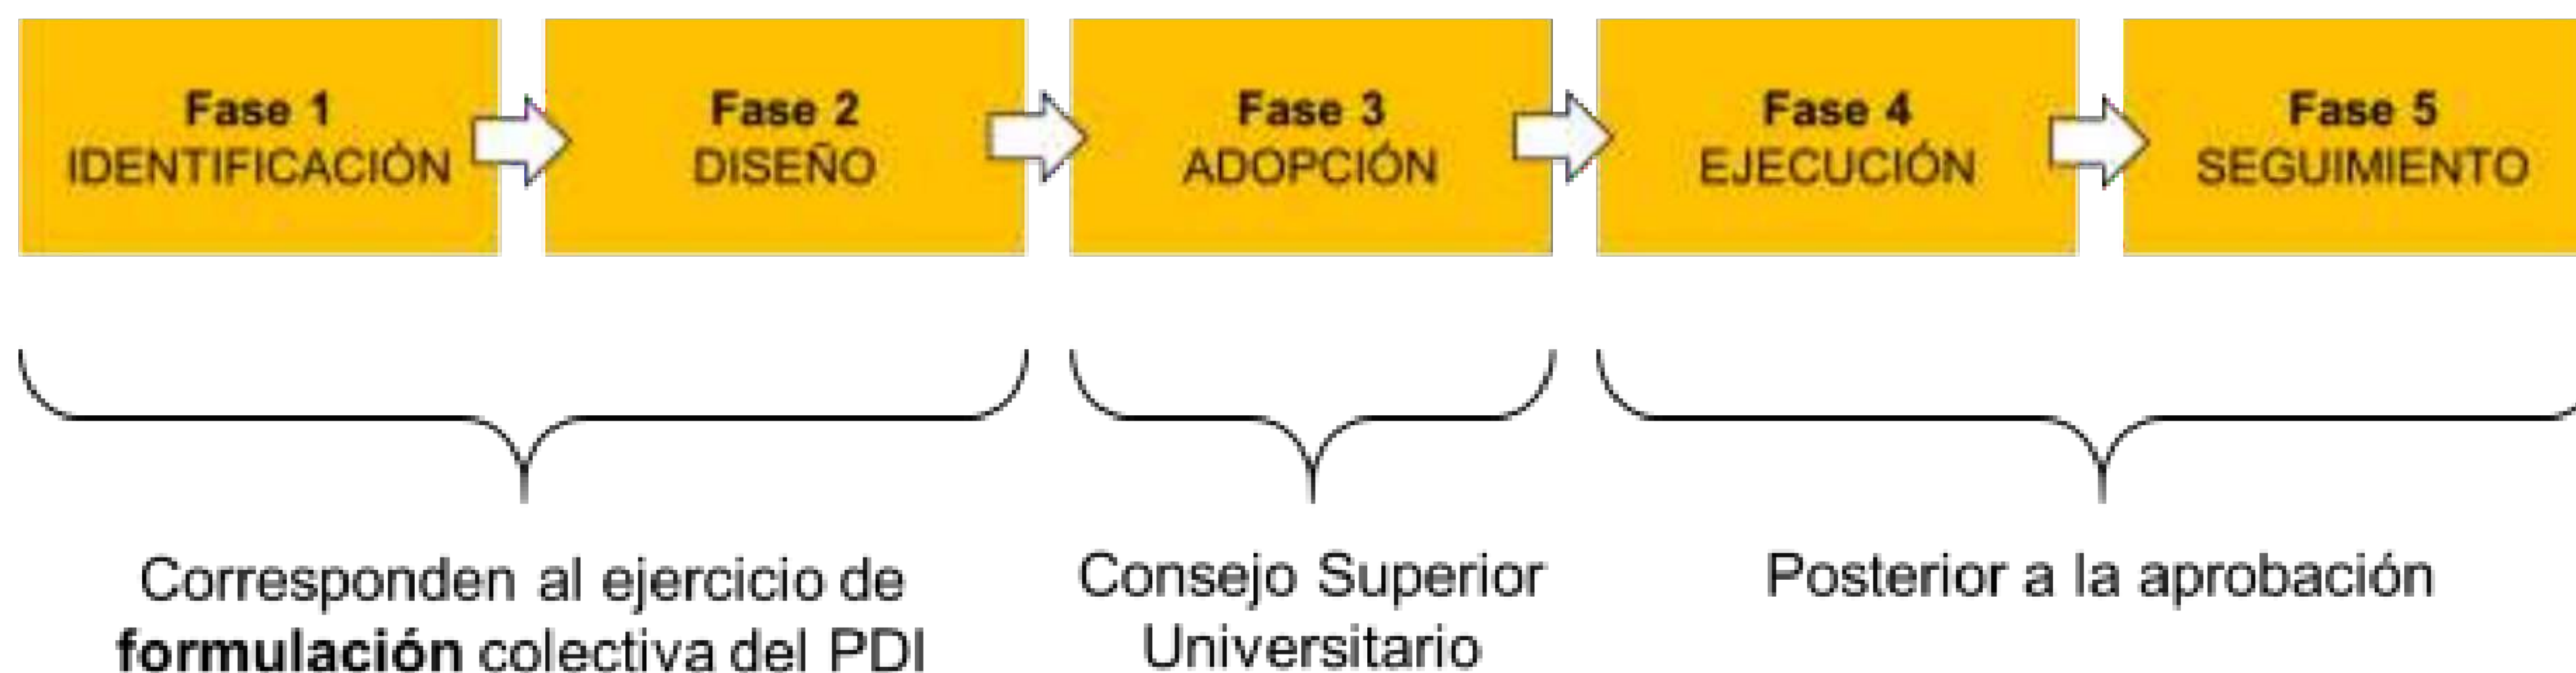 Fase 1
IDENTIFICACIÓN
Fase 2
DISEÑO
Fase 3
ADOPCIÓN
Fase 4
EJECUCIÓN
Fase 5
SEGUIMIENTO
Corresponden al ejercicio de
formulación colectiva del PDI
Consejo Superior
Universitario
Posterior a la aprobación